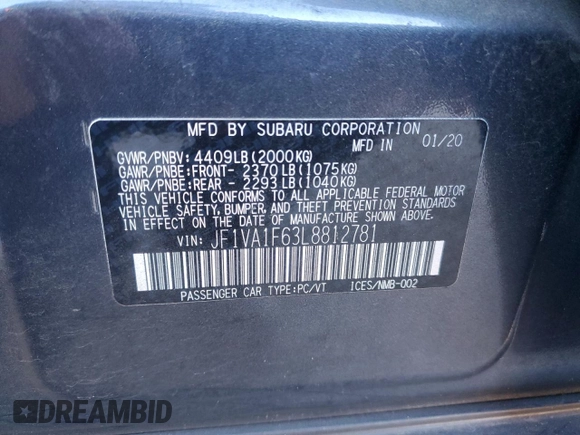 MFD BY SUBARU CORPORATION
GVWR/PNBV: 4409LB(2000KG) MFD IN 01/20
GAWR/PNBE:FRONT- 2370LB(1075KG)
GAWR/PNBE:REAR - 2293LB(1040KG)
THIS VEHICLE CONFORMS TO ALL APPLICABLE FEDERAL MOTOR
VEHICLE SAFETY, BUMPER, AND THEFT PREVENTION STANDARDS
IN EFFECT ON THE DATE OF MANUFACTURE SHOWN ABOVE.
VIN: JF1VA1F63L8812781
PASSENGER CAR TYPE:PC/VT ICES/NMB-002
DREAMBID